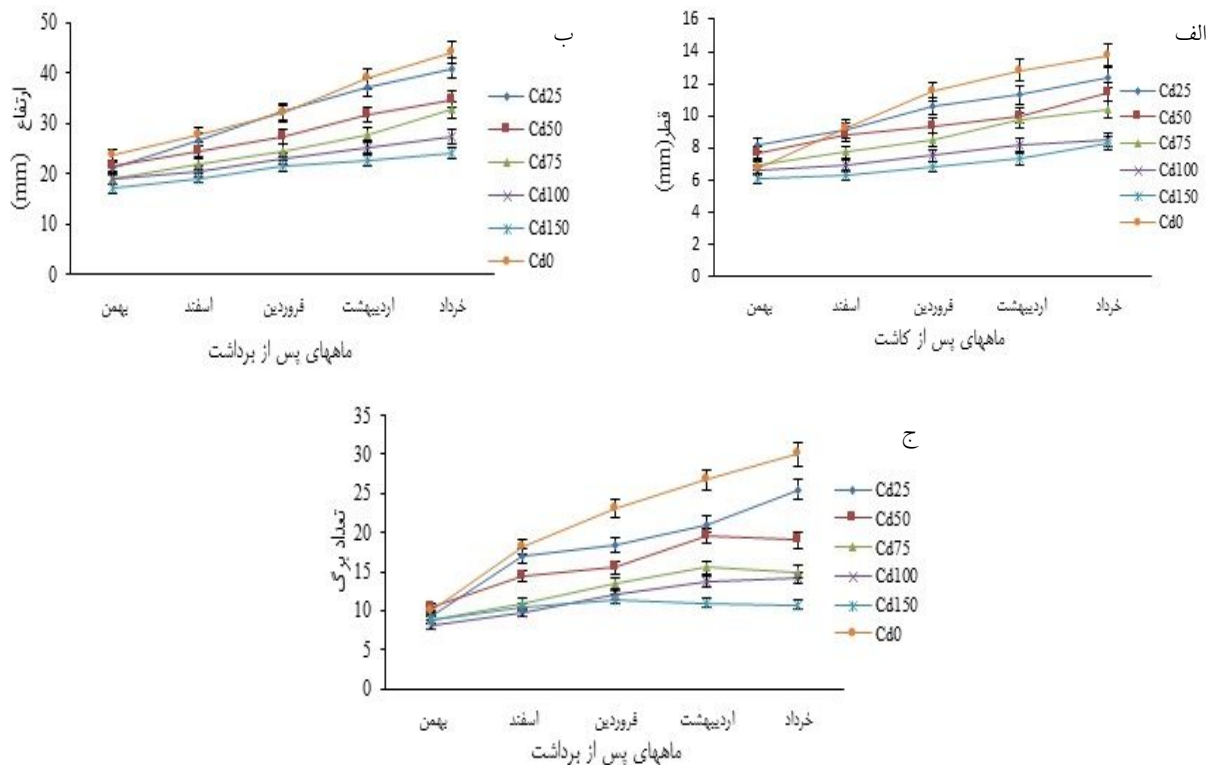 الف
16
14
12
10
8
6
4
2
0
قطر(mm)
Cd25
Cd50
Cd75
Cd100
Cd150
Cd0
بهمن اسفند فروردین اردیبهشت خرداد
ماههای پس از کاشت
ب
50
40
30
20
10
0
ارتفاع (mm)
Cd25
Cd50
Cd75
Cd100
Cd150
Cd0
بهمن اسفند فروردین اردیبهشت خرداد
ماههای پس از برداشت
ج
35
30
25
20
15
10
5
0
تعداد برگ
Cd25
Cd50
Cd75
Cd100
Cd150
Cd0
بهمن اسفند فروردین اردیبهشت خرداد
ماههای پس از برداشت